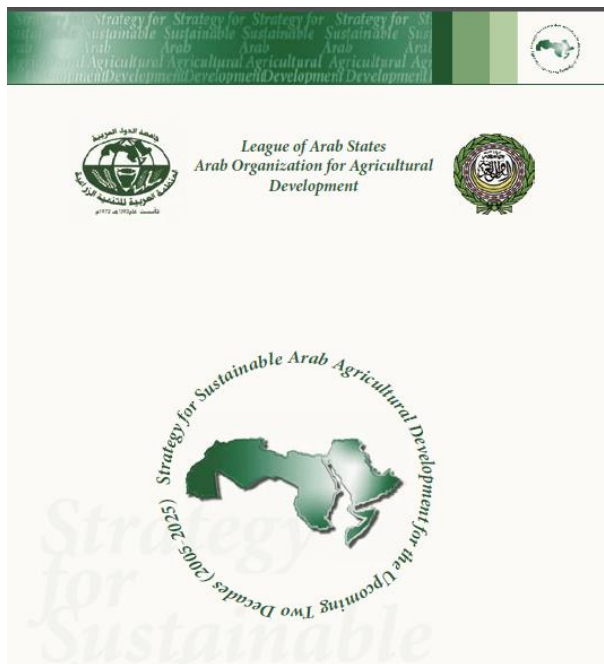 Strategy for Strategy for Strategy for Strategy for
Sustainable Sustainable Sustainable Sustainable
Arab Arab Arab Arab Arab
Agricultural Agricultural Agricultural Agricultural
Development Development Development Development
جامعة الدول العربية
المنظمة العربية للتنمية الزراعية
League of Arab States
Arab Organization for Agricultural
Development
Strategy for Sustainable Arab Agricultural Development for the Upcoming Two Decades (2005-2025)
Strategy
for
Sustainable